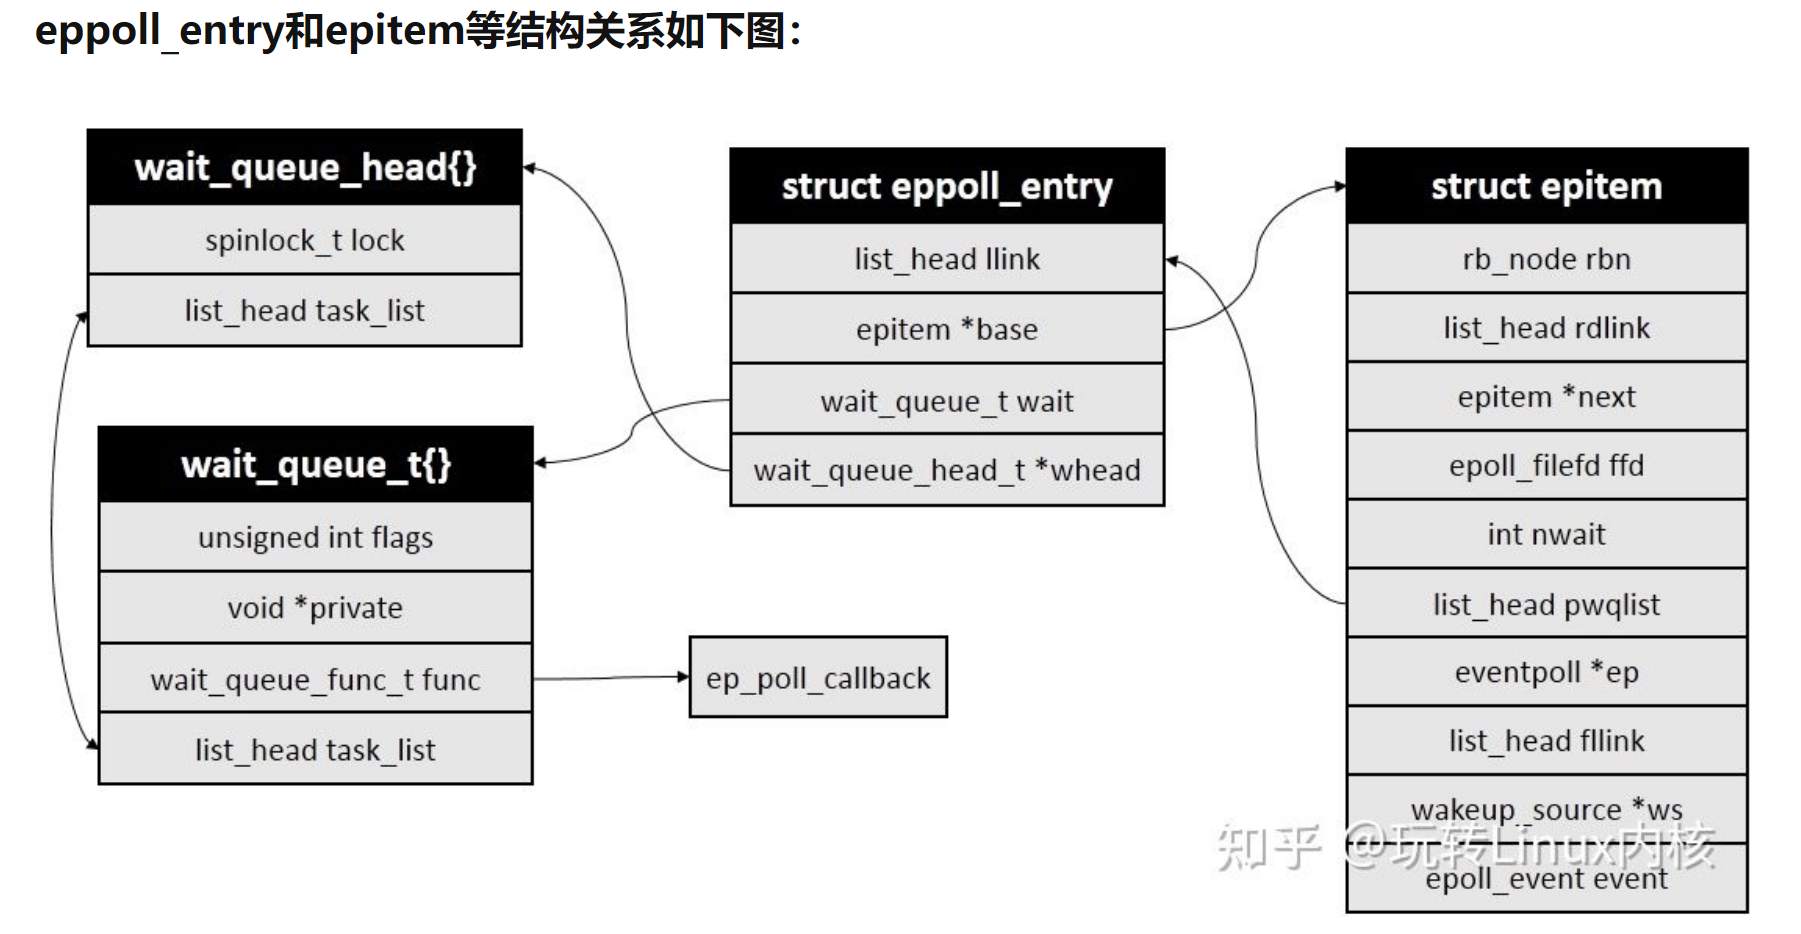 eppoll_entry和epitem等结构关系如下图：
wait_queue_head{}
spinlock_t lock
list_head task_list
wait_queue_t{}
unsigned int flags
void *private
wait_queue_func_t func
list_head task_list
struct eppoll_entry
list_head llink
epitem *base
wait_queue_t wait
wait_queue_head_t *whead
ep_poll_callback
struct epitem
rb_node rbn
list_head rdlink
epitem *next
epoll_filefd ffd
int nwait
list_head pwqlist
eventpoll *ep
list_head fllink
wakeup_source *ws
epoll_event event
知乎 @玩转Linux内核